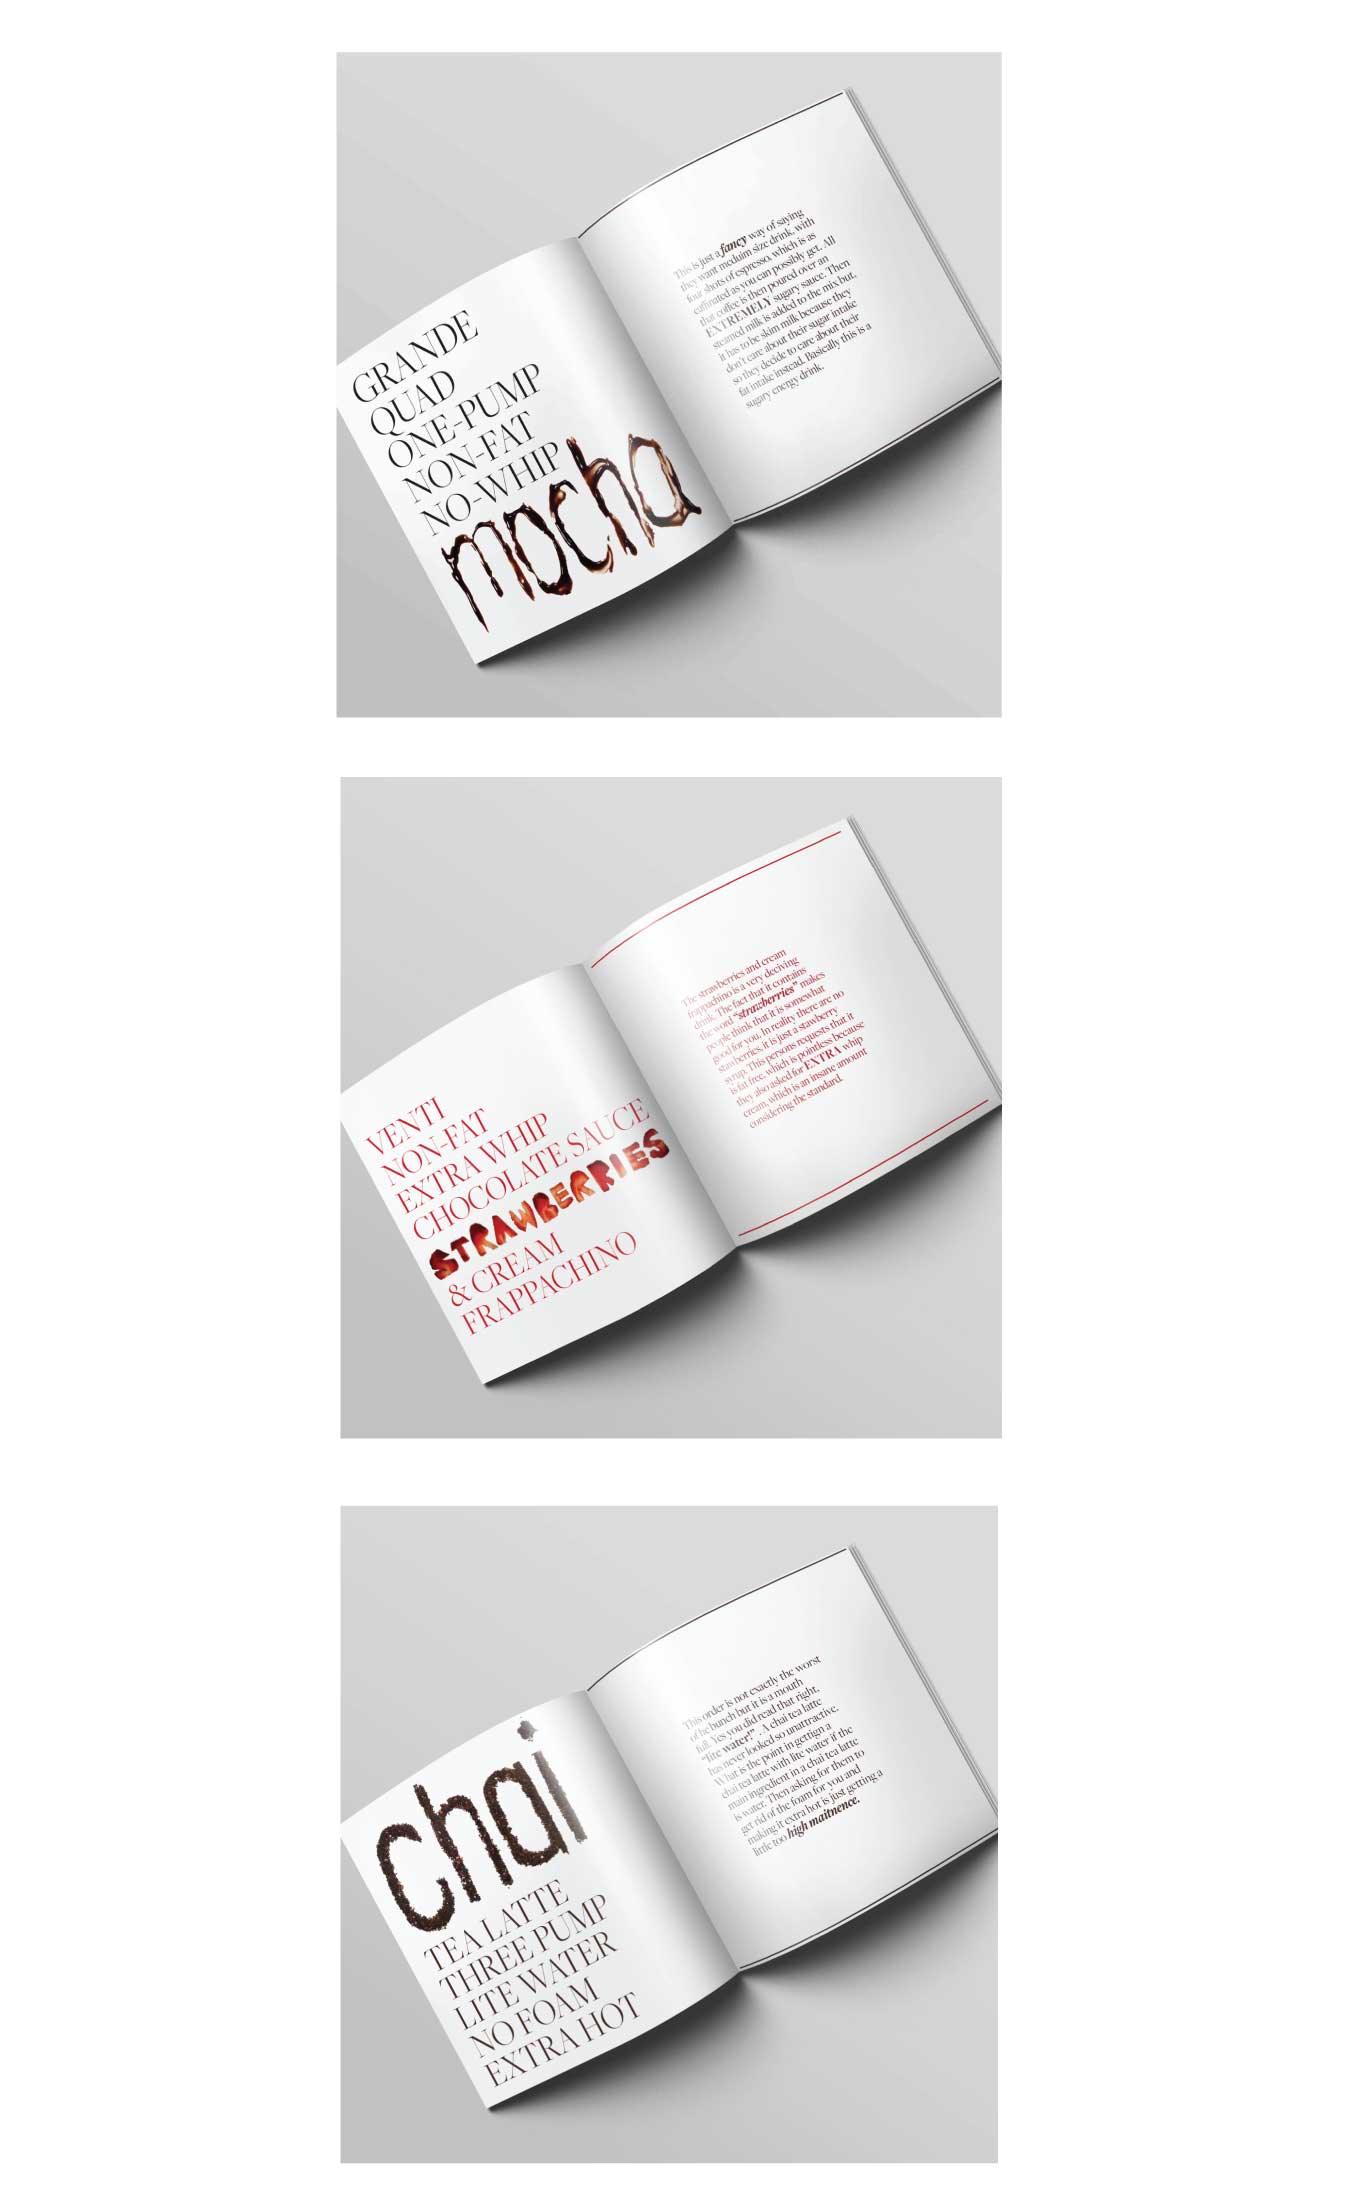 GRANDE
QUAD
ONE-PUMP
NON-FAT
NO-WHIP
mocha
This is just a fancy way of saying
they want meduim size drink, with
four shots of espresso, which is as
caffinated as you can possibly get. All
that coffee is then poured over an
EXTREMELY sugary sauce. Then
steamed milk is added to the mix but,
it has to be skim milk because they
don't care about their sugar intake
so they decide to care about their
fat intake instead. Basically this is a
sugary energy drink.
VENTI
NON-FAT
EXTRA WHIP
CHOCOLATE SAUCE
STRAWBERRIES
& CREAM
FRAPPACHINO
The strawberries and cream
frappachino is a very deciving
drink. The fact that it contains
the word "strawberries" makes
people think that it is somewhat
good for you. In reality there are no
stawberries, it is just a stawberry
syrup. This persons requests that it
is fat free, which is pointless because
they also asked for EXTRA whip
cream, which is an insane amount
considering the standard.
chai
TEA LATTE
THREE PUMP
LITE WATER
NO FOAM
EXTRA HOT
This order is not exactly the worst
of he bunch but it is a mouth
full. Yes you did read that right,
"lite water!" . A chai tea latte
has never looked so unattractive.
What is the point in gettign a
chai tea latte with lite water if the
main ingredient in a chai tea latte
is water. Then asking for them to
get rid of the foam for you and
making it extra hot is just getting a
little too high maitnence.